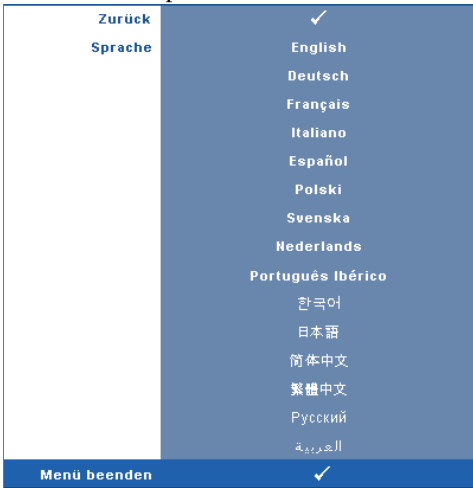 Zurück ✓
Sprache English
Deutsch
Français
Italiano
Español
Polski
Svenska
Nederlands
Português Ibérico
한국어
日本語
简体中文
繁體中文
Русский
العربية
Menü beenden ✓